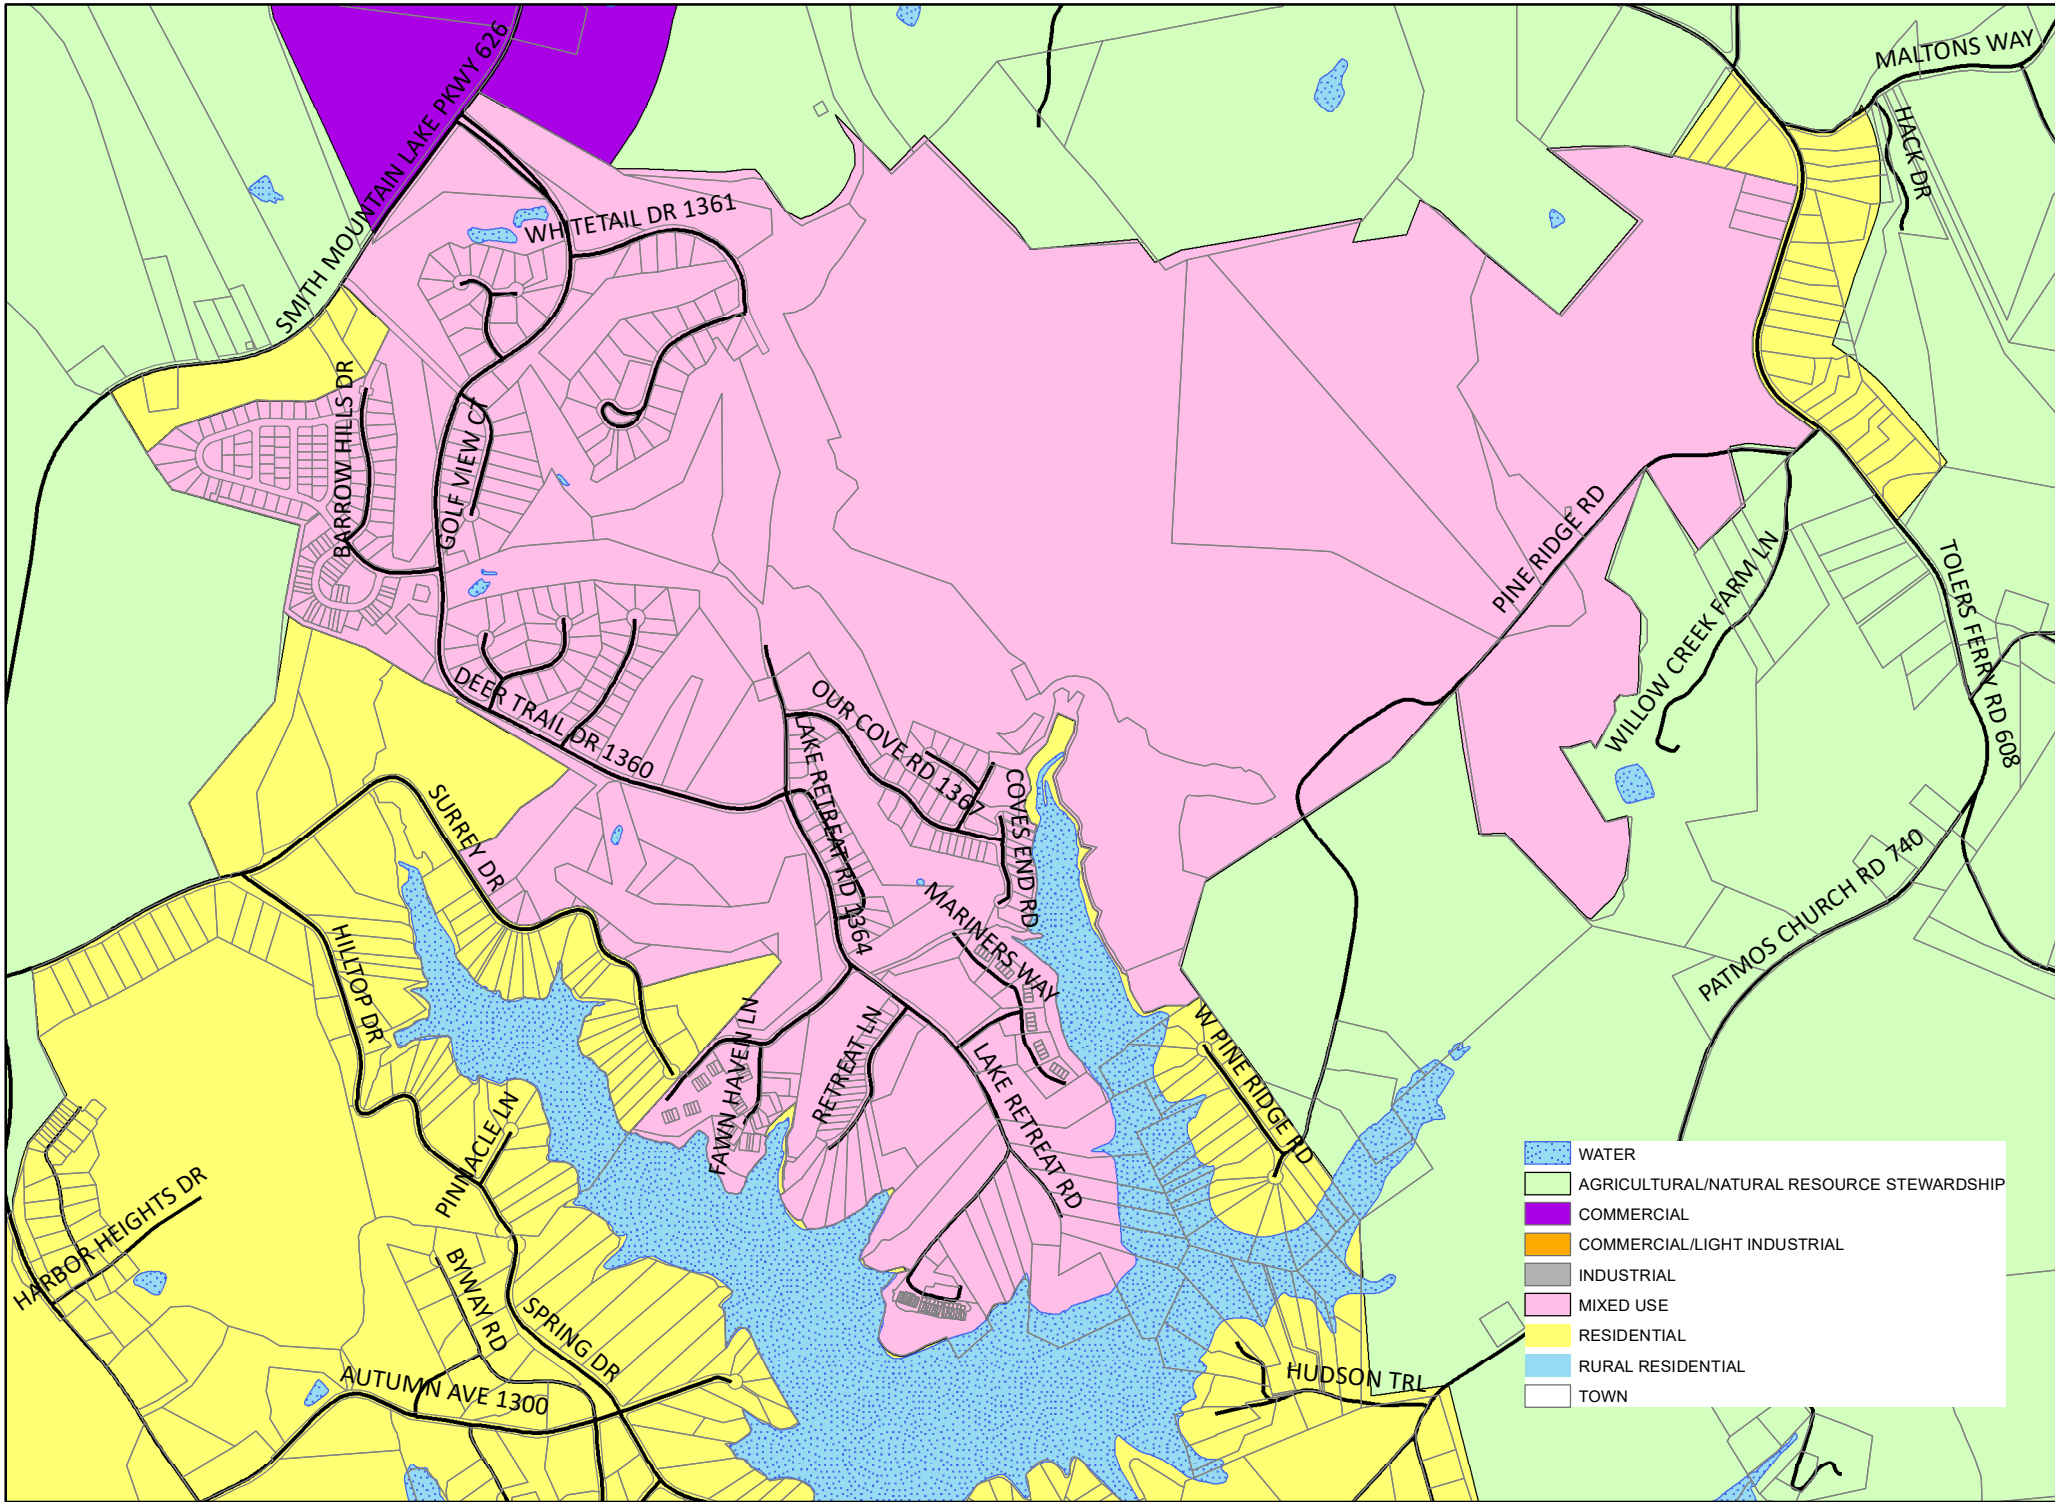 SMITH MOUNTAIN LAKE PKWY 626
MALTONS WAY
HACK DR
WHITETAIL DR 1361
BARROW HILLS DR
GOLF VIEW CT
PINE RIDGE RD
WILLOW CREEK FARM LN
TOLERS FERRY RD 608
DEER TRAIL DR 1360
OUR COVE RD 1367
LAKE RETREAT RD 1364
COVES END RD
SURREY DR
MARINERS WAY
PATMOS CHURCH RD 740
HILLTOP DR
FAWN HAVEN LN
RETREAT LN
LAKE RETREAT RD
W PINE RIDGE RD
PINNACLE LN
HARBOR HEIGHTS DR
BYWAY RD
SPRING DR
AUTUMN AVE 1300
HUDSON TRL
WATER
AGRICULTURAL/NATURAL RESOURCE STEWARDSHIP
COMMERCIAL
COMMERCIAL/LIGHT INDUSTRIAL
INDUSTRIAL
MIXED USE
RESIDENTIAL
RURAL RESIDENTIAL
TOWN